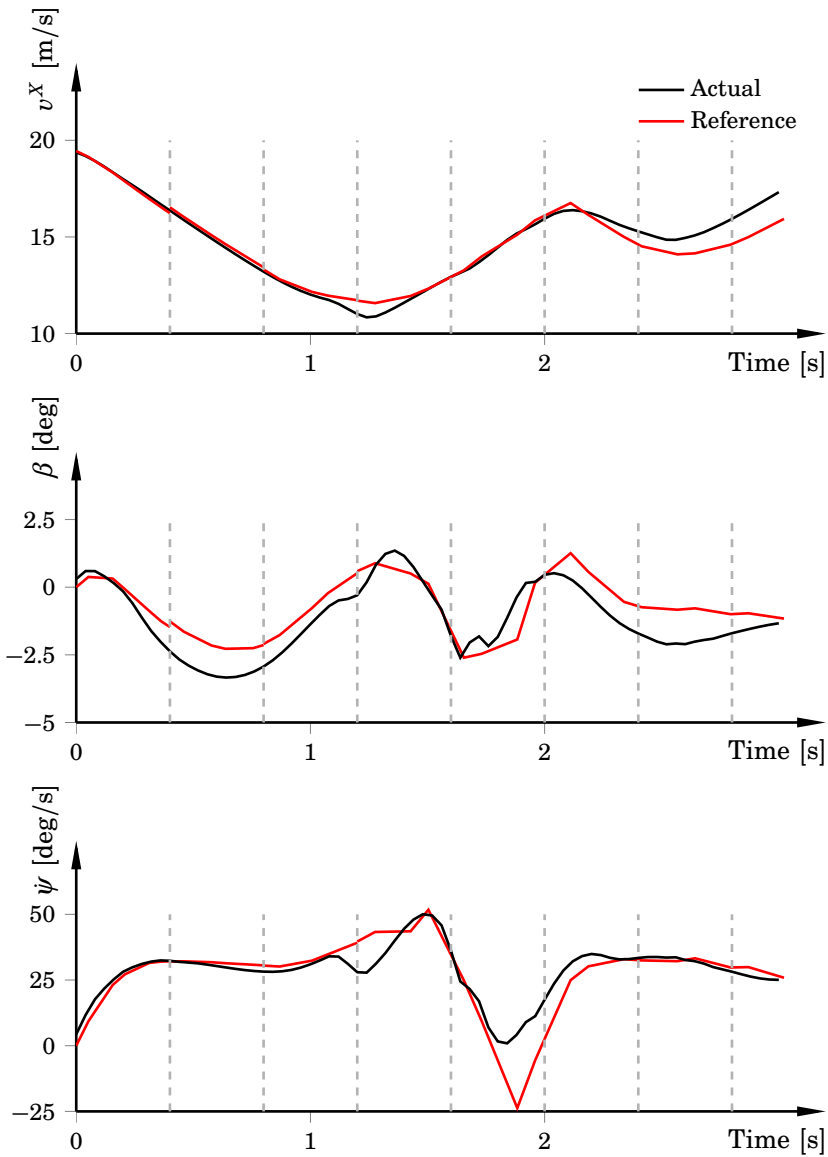 v^X [m/s]
Actual
Reference
20
15
10
0 1 2 Time [s]
β [deg]
2.5
0
−2.5
−5
0 1 2 Time [s]
ψ̇ [deg/s]
50
25
0
−25
0 1 2 Time [s]